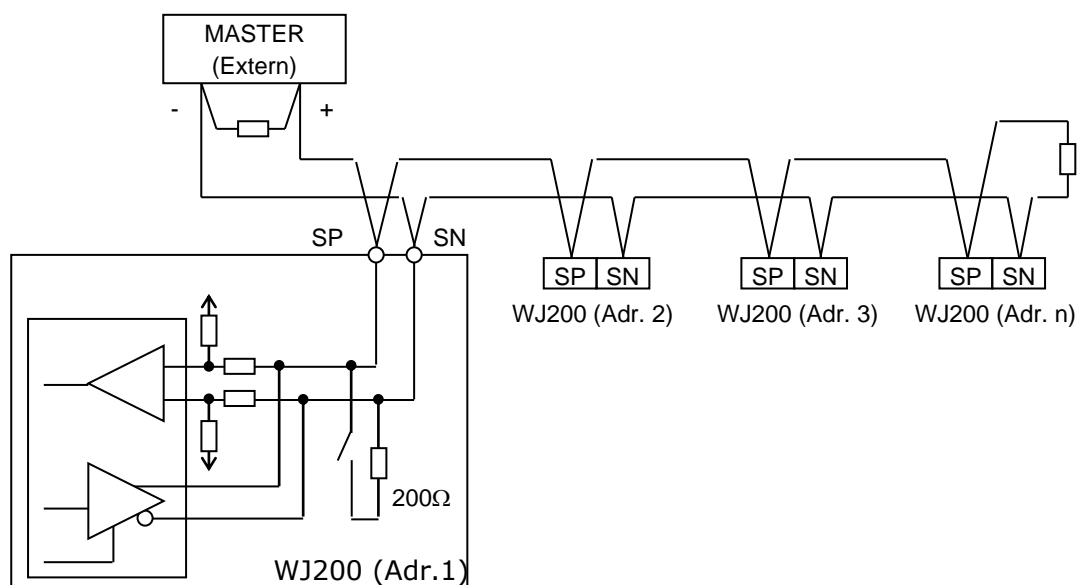 MASTER
(Extern)
- +
SP SN
SP SN SP SN SP SN
WJ200 (Adr. 2) WJ200 (Adr. 3) WJ200 (Adr. n)
200Ω
WJ200 (Adr.1)